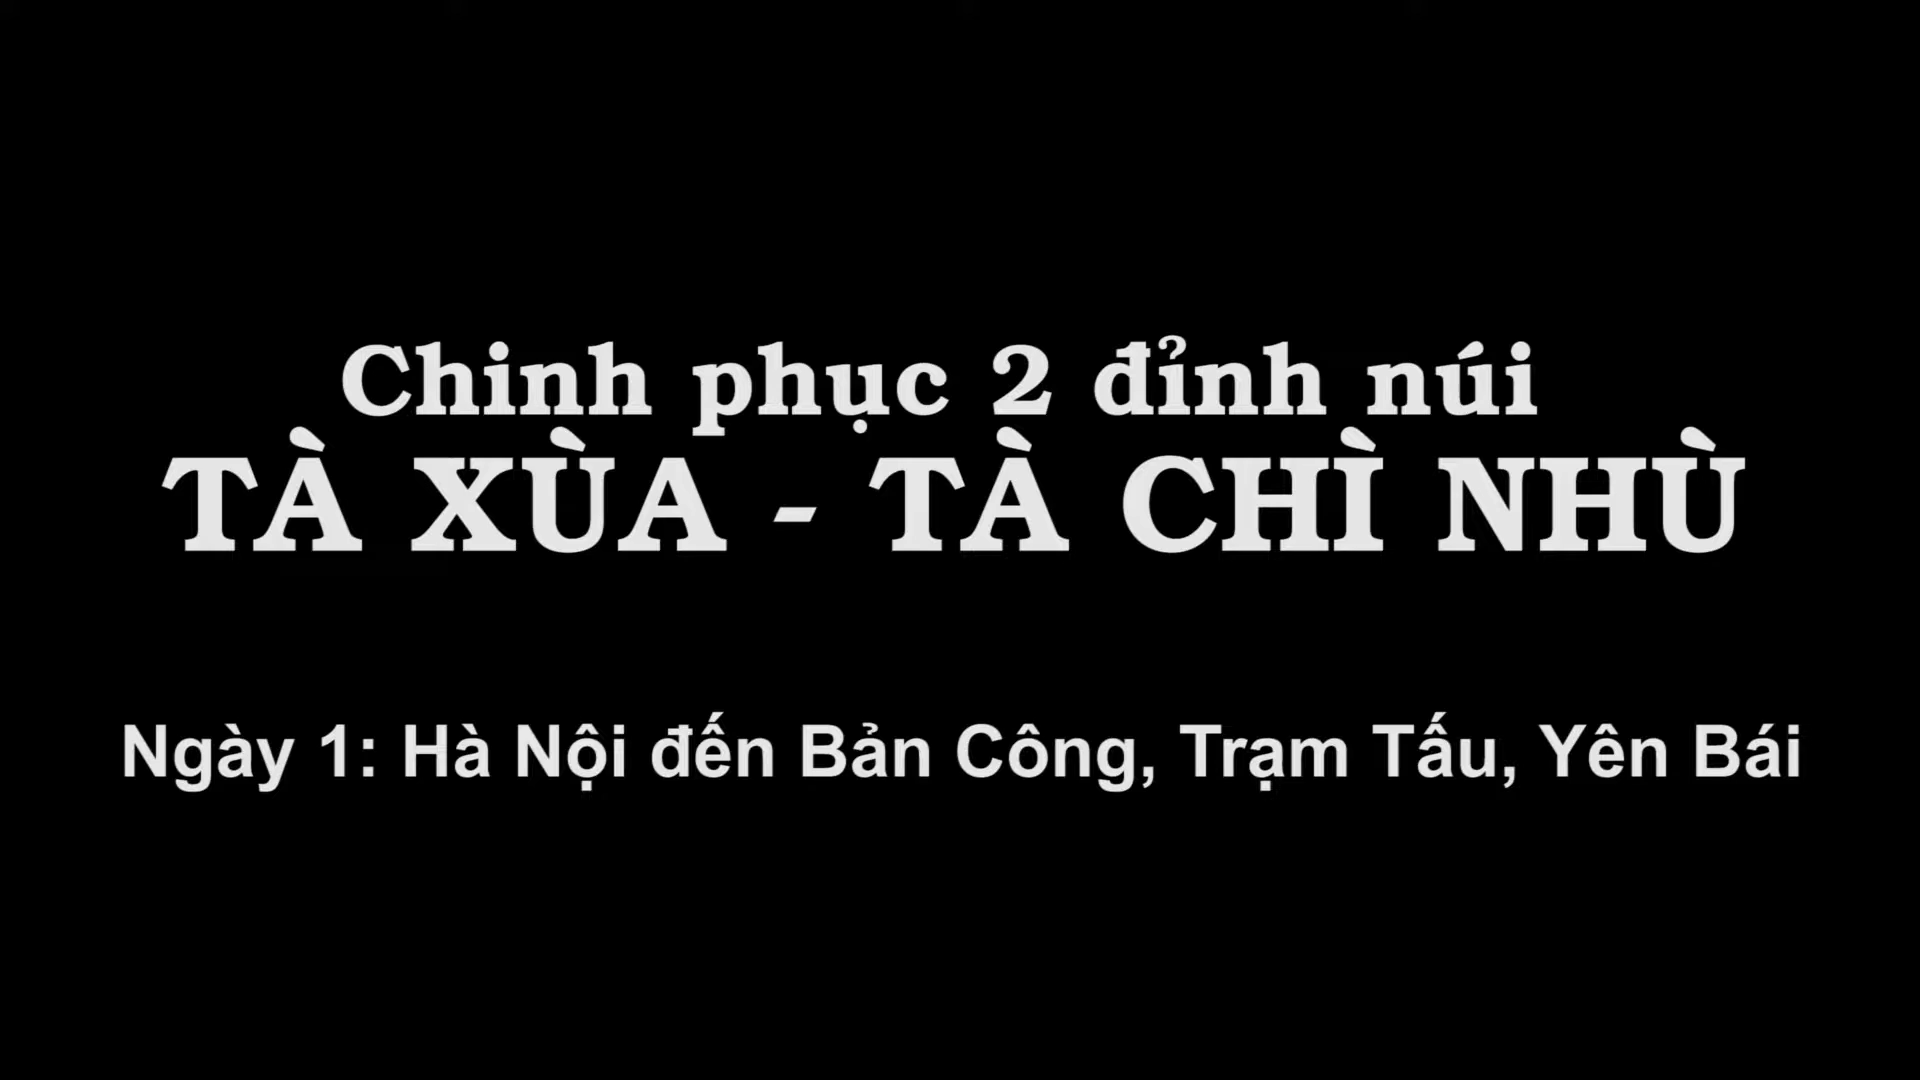 Chinh phục 2 đỉnh núi
TÀ XÙA - TÀ CHÌ NHÙ
Ngày 1: Hà Nội đến Bản Công, Trạm Tấu, Yên Bái